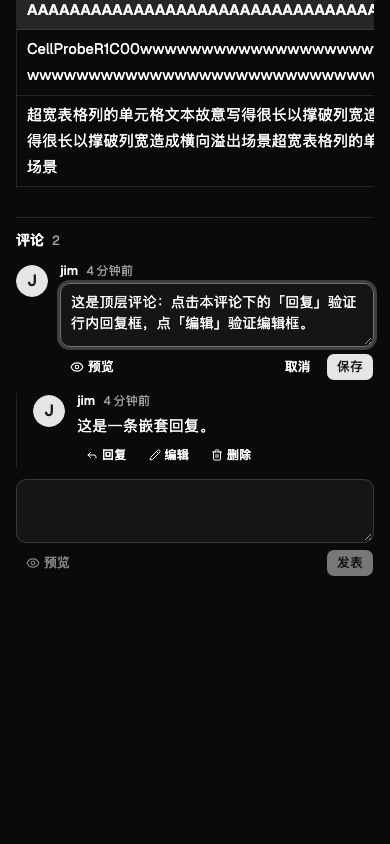 AAAAAAAAAAAAAAAAAAAAAAAAAAAAAAA
CellProbeR1C00wwwwwwwwwwwwwwwwwww
wwwwwwwwwwwwwwwwwwwwwwwwwwww
超宽表格列的单元格文本故意写得很长以撑破列宽造
得很长以撑破列宽造成横向溢出场景超宽表格列的单
场景
评论 2
J
jim 4 分钟前
这是顶层评论：点击本评论下的「回复」验证
行内回复框，点「编辑」验证编辑框。
预览 取消 保存
J
jim 4 分钟前
这是一条嵌套回复。
回复 编辑 删除
预览 发表